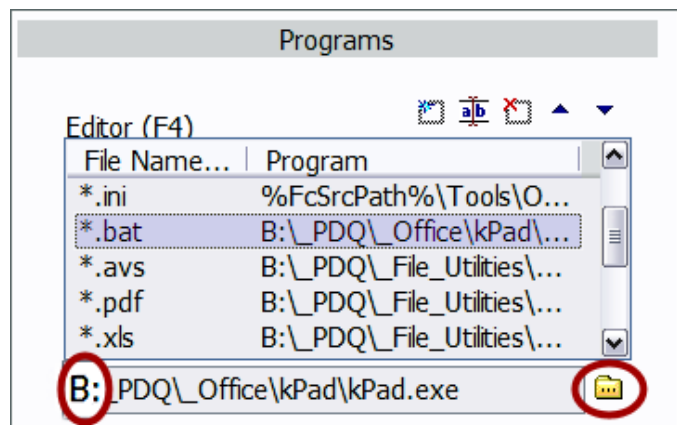 Programs
Editor (F4)
File Name... Program
*.ini %FcSrcPath%\Tools\O...
*.bat B:\_PDQ\_Office\kPad\...
*.avs B:\_PDQ\_File_Utilities\...
*.pdf B:\_PDQ\_File_Utilities\...
*.xls B:\_PDQ\_File_Utilities\...
B:_PDQ\_Office\kPad\kPad.exe